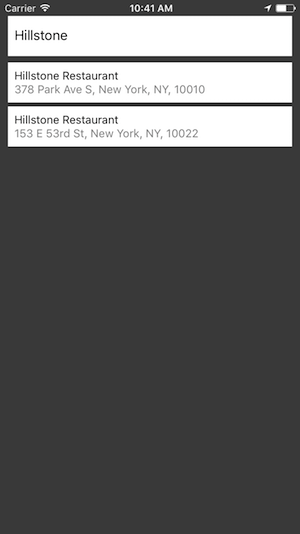 Carrier 10:41 AM
Hillstone
Hillstone Restaurant
378 Park Ave S, New York, NY, 10010
Hillstone Restaurant
153 E 53rd St, New York, NY, 10022